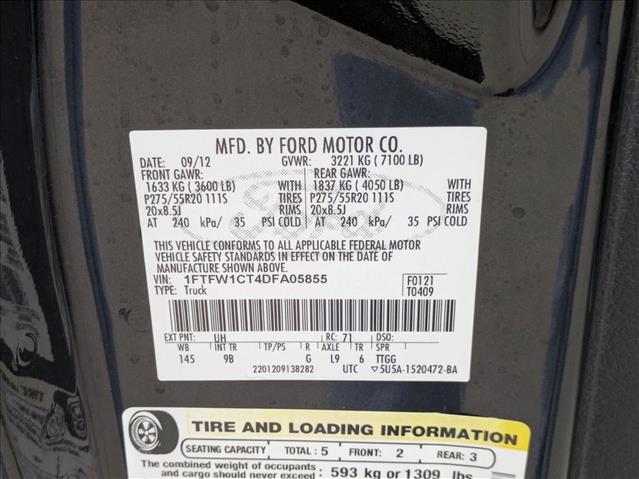 MFD. BY FORD MOTOR CO.
DATE: 09/12 GVWR: 3221 KG ( 7100 LB)
FRONT GAWR: REAR GAWR:
1633 KG ( 3600 LB) WITH 1837 KG ( 4050 LB) WITH
P275/55R20 111S TIRES P275/55R20 111S TIRES
20x8.5J RIMS 20x8.5J RIMS
AT 240 kPa/ 35 PSI COLD AT 240 kPa/ 35 PSI COLD
THIS VEHICLE CONFORMS TO ALL APPLICABLE FEDERAL MOTOR
VEHICLE SAFETY STANDARDS IN EFFECT ON THE DATE OF
MANUFACTURE SHOWN ABOVE.
VIN: 1FTFW1CT4DFA05855 F0121
TYPE: Truck T0409
EXT PNT: UH RC: 71 DSO:
WB INT TR TP/PS R AXLE TR SPR
145 9B G L9 6 TTGG
2201209138282 UTC 5U5A-1520472-BA
Ford
TIRE AND LOADING INFORMATION
SEATING CAPACITY TOTAL : 5 FRONT : 2 REAR: 3
The combined weight of occupants
and cargo should never exceed 593 kg or 1309 lbs